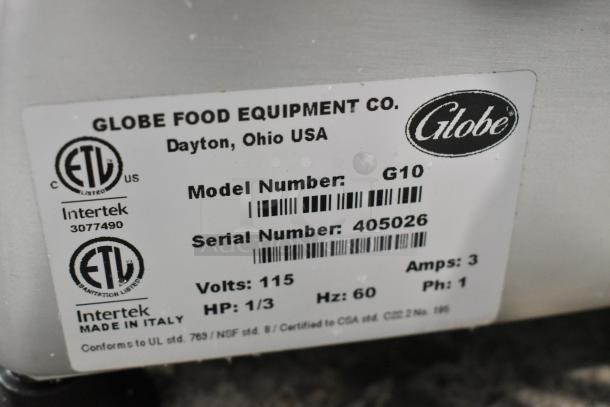 GLOBE FOOD EQUIPMENT CO.
Dayton, Ohio USA
Globe
ETL
C US
LISTED
Intertek
3077490
Model Number: G10
Serial Number: 405026
ETL
SANITATION LISTED
Intertek
MADE IN ITALY
Volts: 115
Amps: 3
HP: 1/3
Hz: 60
Ph: 1
Conforms to UL std. 763 / NSF std. 8 / Certified to CSA std. C22.2 No. 195